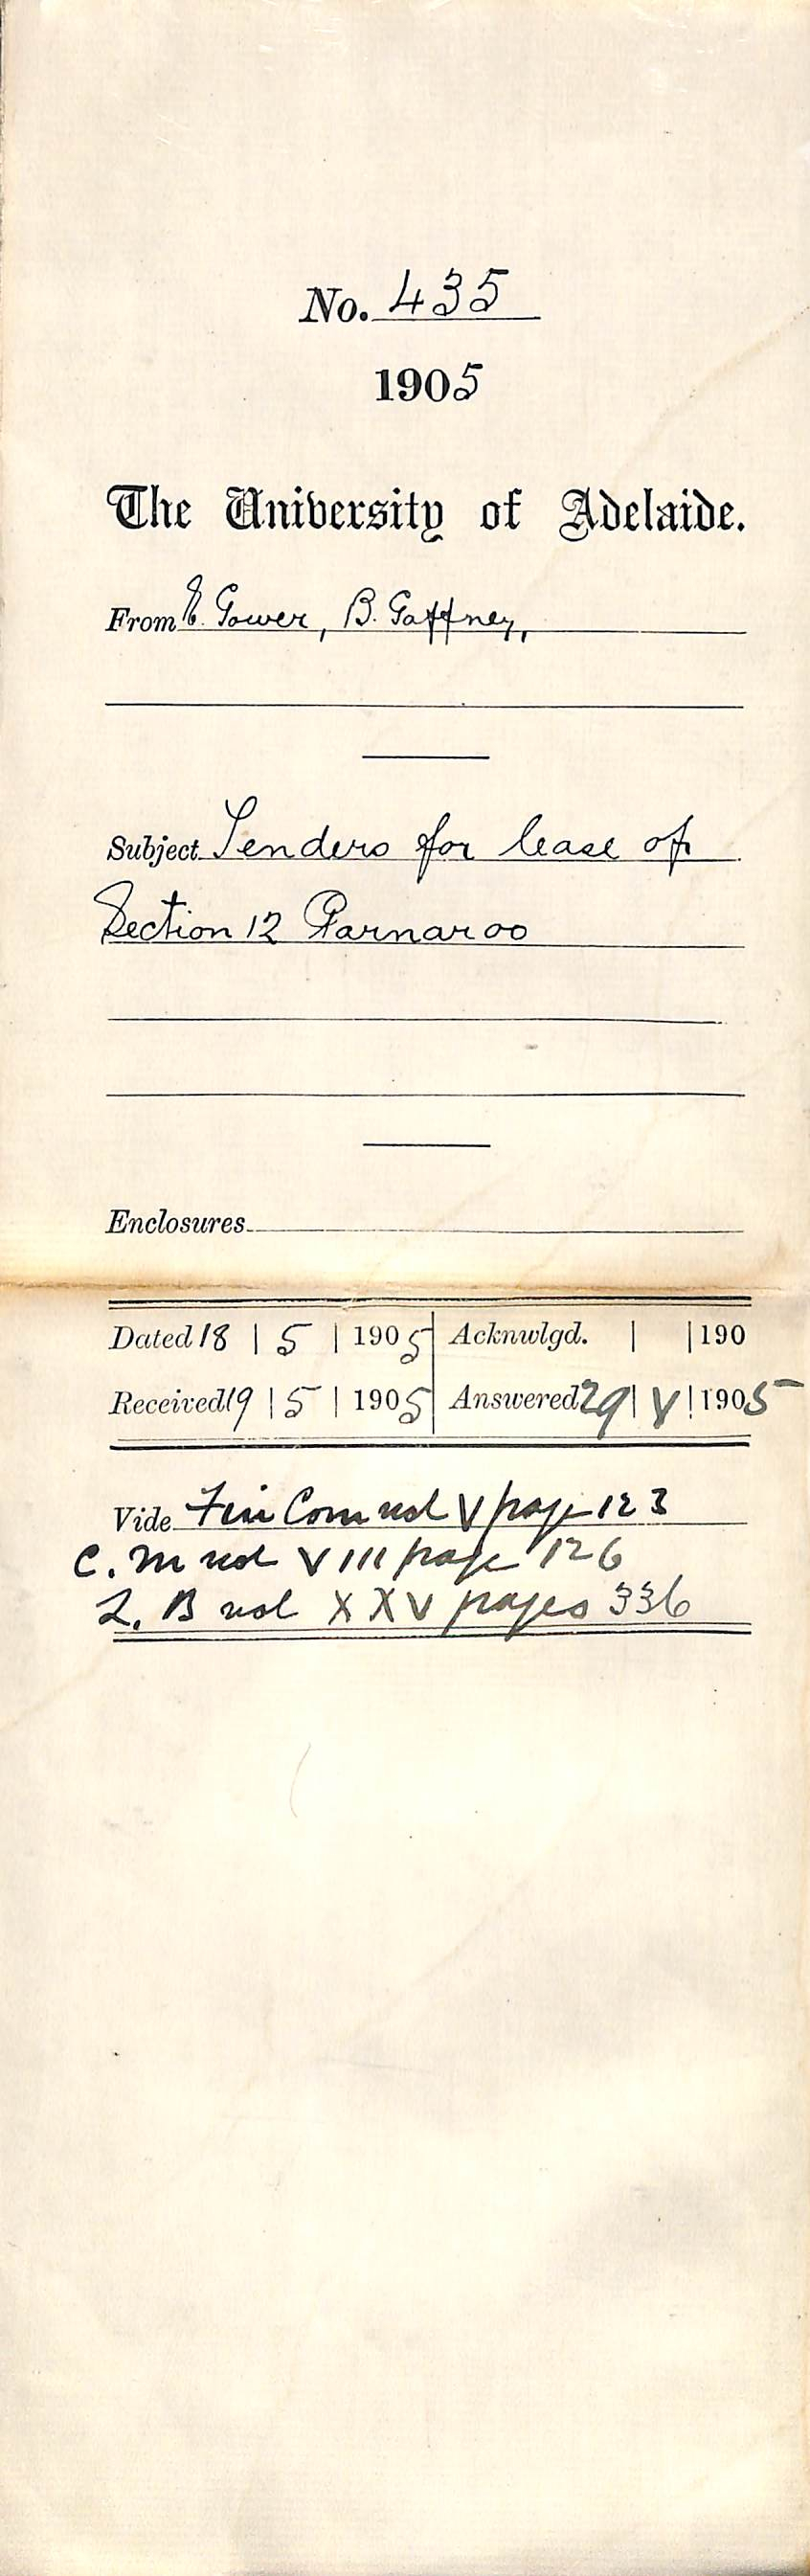 No. 435
1905
The University of Adelaide.
From E. Gower, B. Gaffney,
Subject Tenders for lease of
Section 12 Parnaroo
Enclosures
Dated 18 | 5 | 1905 Acknwlgd. | | 190
Received 19 | 5 | 1905 Answered 29 | V | 1905
Vide Fin Com vol V page 123
C. M vol VIII page 126
L. B vol XXV pages 336